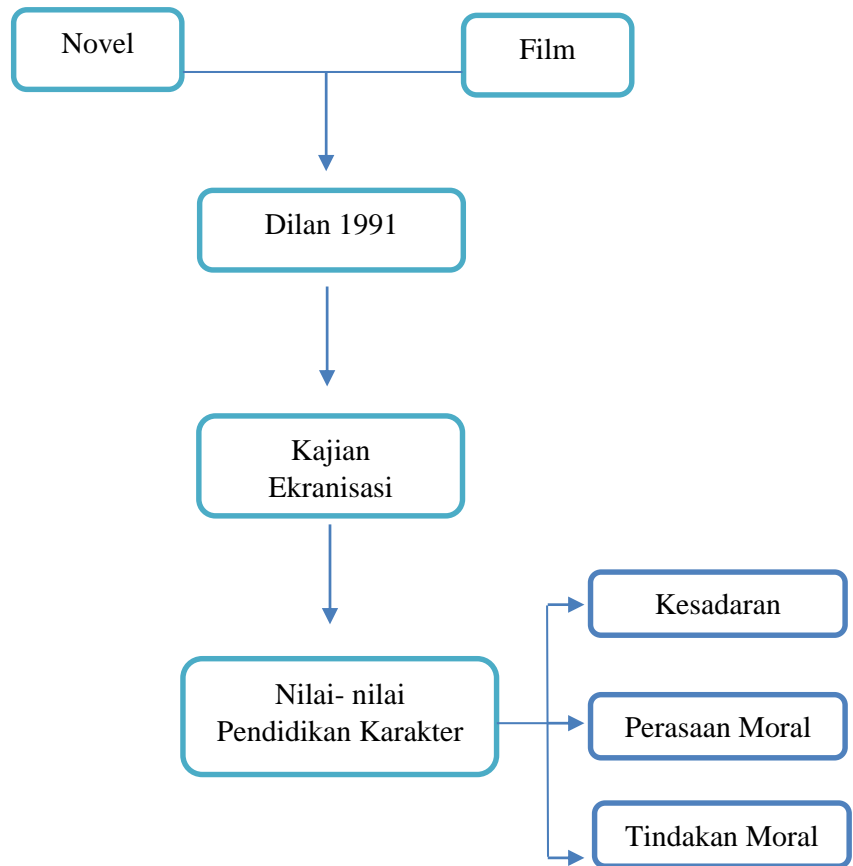 Novel
Film
Dilan 1991
Kajian
Ekranisasi
Kesadaran
Nilai- nilai
Pendidikan Karakter
Perasaan Moral
Tindakan Moral